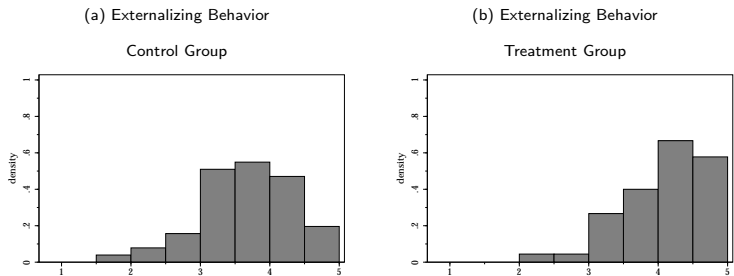 (a) Externalizing Behavior
Control Group
density
1
.8
.6
.4
.2
0
1 2 3 4 5
(b) Externalizing Behavior
Treatment Group
density
1
.8
.6
.4
.2
0
1 2 3 4 5